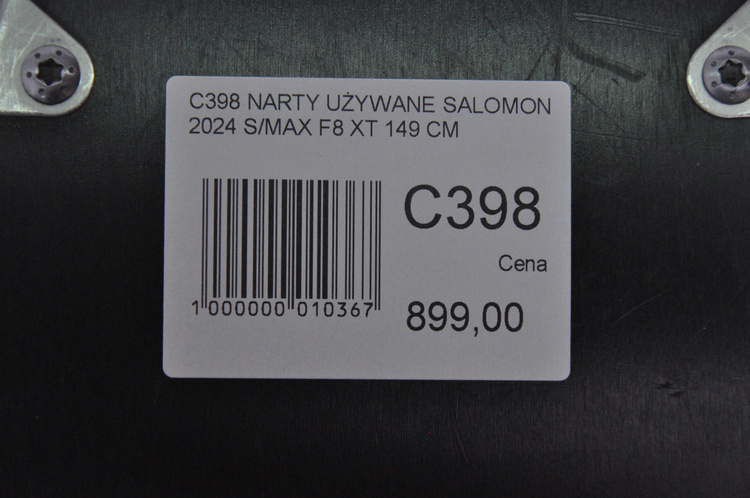 C398 NARTY UŻYWANE SALOMON
2024 S/MAX F8 XT 149 CM
C398
Cena
899,00
1 000000 010367